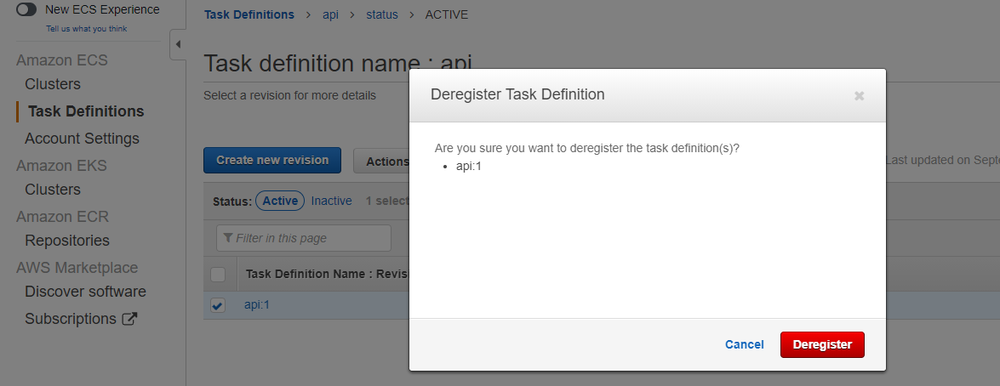 New ECS Experience
Tell us what you think
Amazon ECS
Clusters
Task Definitions
Account Settings
Amazon EKS
Clusters
Amazon ECR
Repositories
AWS Marketplace
Discover software
Subscriptions
Task Definitions > api > status > ACTIVE
Task definition name : api
Select a revision for more details
Create new revision
Actions
Last updated on Sept
Status: Active Inactive 1 select
Filter in this page
Task Definition Name : Revis
api:1
Deregister Task Definition
×
Are you sure you want to deregister the task definition(s)?
• api:1
Cancel
Deregister